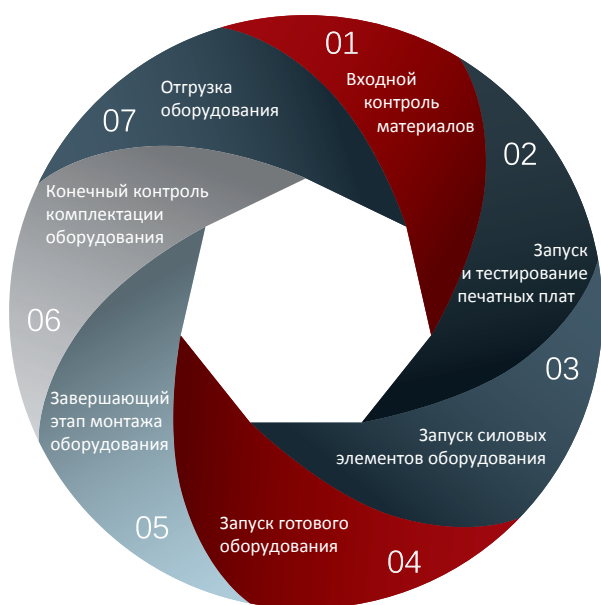 01
Входной
контроль
материалов
02
Запуск
и тестирование
печатных плат
03
Запуск силовых
элементов оборудования
04
Запуск готового
оборудования
05
Завершающий
этап монтажа
оборудования
06
Конечный контроль
комплектации
оборудования
07
Отгрузка
оборудования